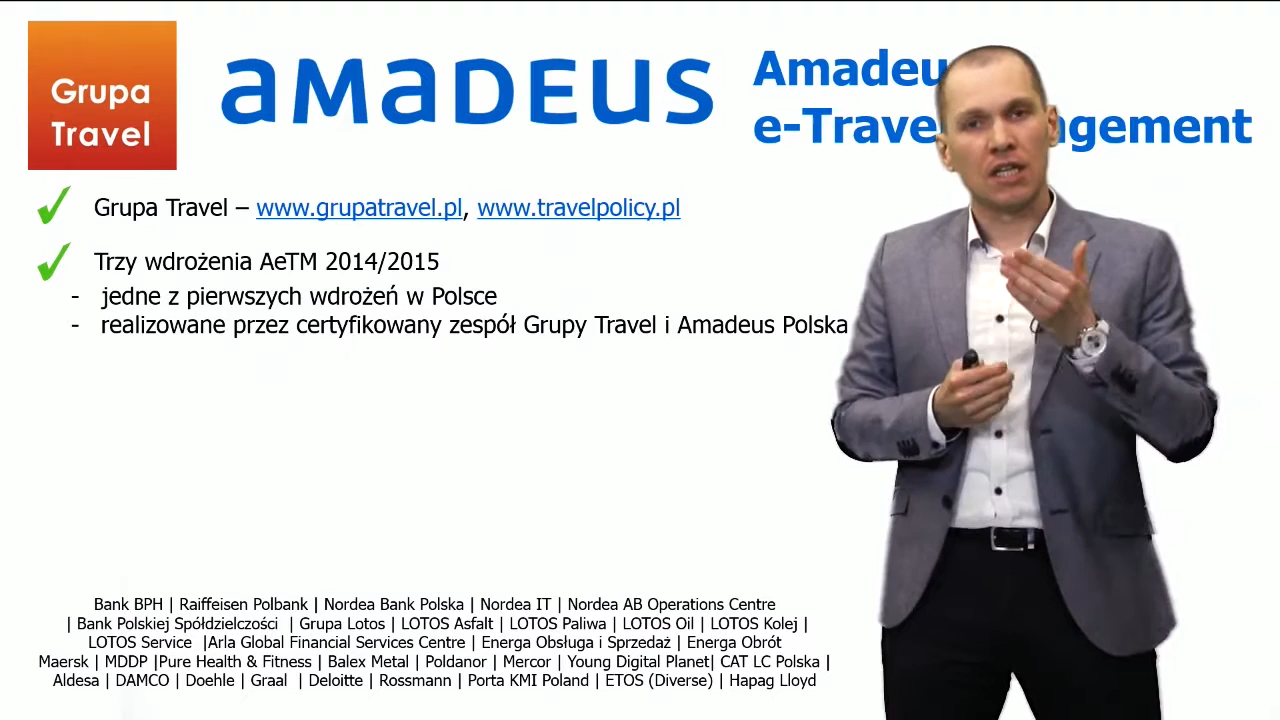 Grupa
Travel
amadeus
Amadeu
e-Trave ngement
Grupa Travel – www.grupatravel.pl, www.travelpolicy.pl
Trzy wdrożenia AeTM 2014/2015
- jedne z pierwszych wdrożeń w Polsce
- realizowane przez certyfikowany zespół Grupy Travel i Amadeus Polska
Bank BPH | Raiffeisen Polbank | Nordea Bank Polska | Nordea IT | Nordea AB Operations Centre
| Bank Polskiej Spółdzielczości | Grupa Lotos | LOTOS Asfalt | LOTOS Paliwa | LOTOS Oil | LOTOS Kolej |
LOTOS Service |Arla Global Financial Services Centre | Energa Obsługa i Sprzedaż | Energa Obrót
Maersk | MDDP |Pure Health & Fitness | Balex Metal | Poldanor | Mercor | Young Digital Planet| CAT LC Polska |
Aldesa | DAMCO | Doehle | Graal | Deloitte | Rossmann | Porta KMI Poland | ETOS (Diverse) | Hapag Lloyd